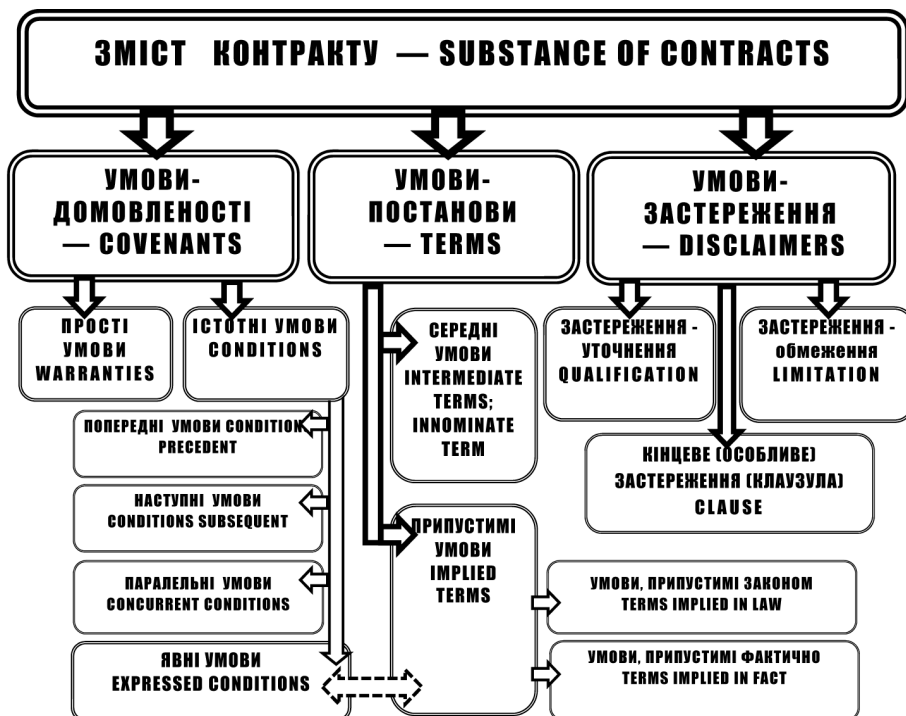 ЗМІСТ КОНТРАКТУ — SUBSTANCE OF CONTRACTS
УМОВИ-
ДОМОВЛЕНОСТІ
— COVENANTS
УМОВИ-
ПОСТАНОВИ
— TERMS
УМОВИ-
ЗАСТЕРЕЖЕННЯ
— DISCLAIMERS
ПРОСТІ
УМОВИ
WARRANTIES
ІСТОТНІ УМОВИ
CONDITIONS
СЕРЕДНІ
УМОВИ
INTERMEDIATE
TERMS;
INNOMINATE
TERM
ЗАСТЕРЕЖЕННЯ -
УТОЧНЕННЯ
QUALIFICATION
ЗАСТЕРЕЖЕННЯ -
обмеження
LIMITATION
ПОПЕРЕДНІ УМОВИ CONDITION
PRECEDENT
КІНЦЕВЕ (ОСОБЛИВЕ)
ЗАСТЕРЕЖЕННЯ (КЛАУЗУЛА)
CLAUSE
НАСТУПНІ УМОВИ
CONDITIONS SUBSEQUENT
ПРИПУСТИМІ
УМОВИ
IMPLIED
TERMS
ПАРАЛЕЛЬНІ УМОВИ
CONCURRENT CONDITIONS
УМОВИ, ПРИПУСТИМІ ЗАКОНОМ
TERMS IMPLIED IN LAW
ЯВНІ УМОВИ
EXPRESSED CONDITIONS
УМОВИ, ПРИПУСТИМІ ФАКТИЧНО
TERMS IMPLIED IN FACT